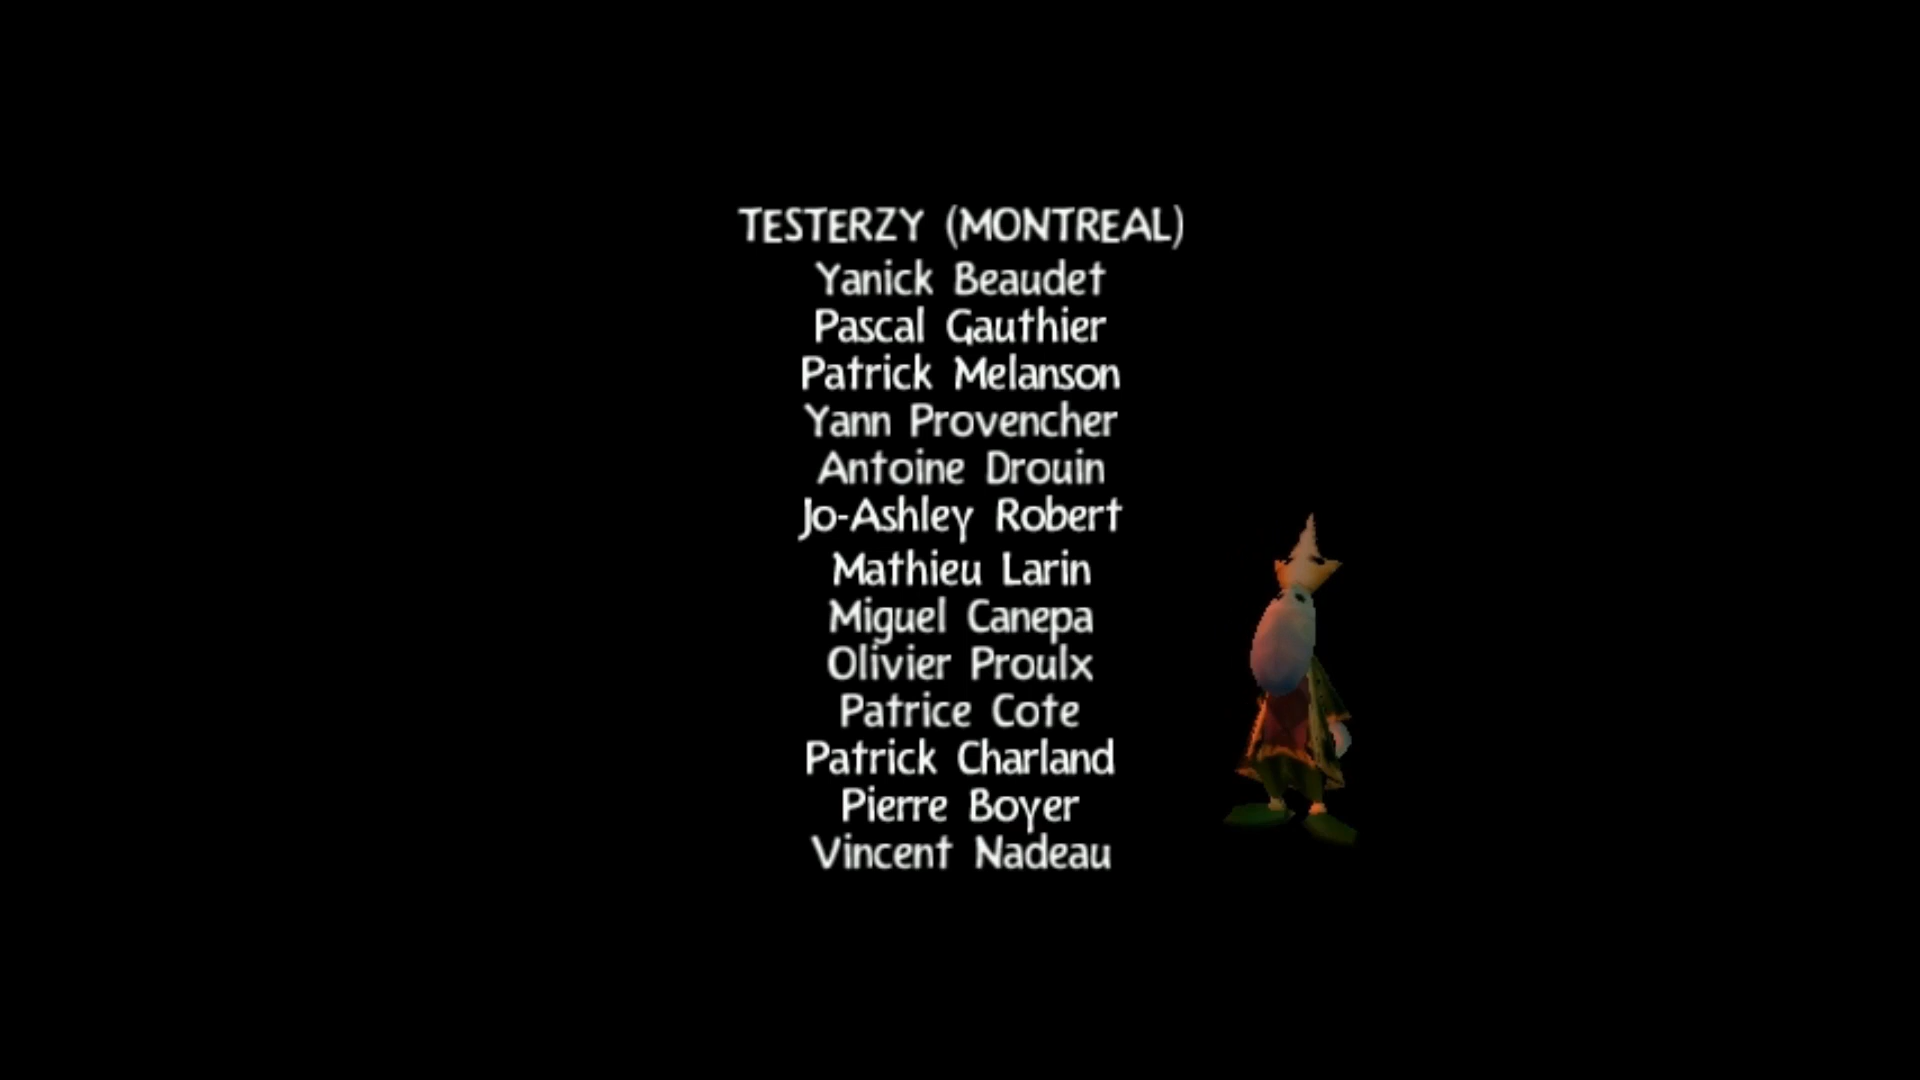 TESTERZY (MONTREAL)
Yanick Beaudet
Pascal Gauthier
Patrick Melanson
Yann Provencher
Antoine Drouin
Jo-Ashley Robert
Mathieu Larin
Miguel Canepa
Olivier Proulx
Patrice Cote
Patrick Charland
Pierre Boyer
Vincent Nadeau